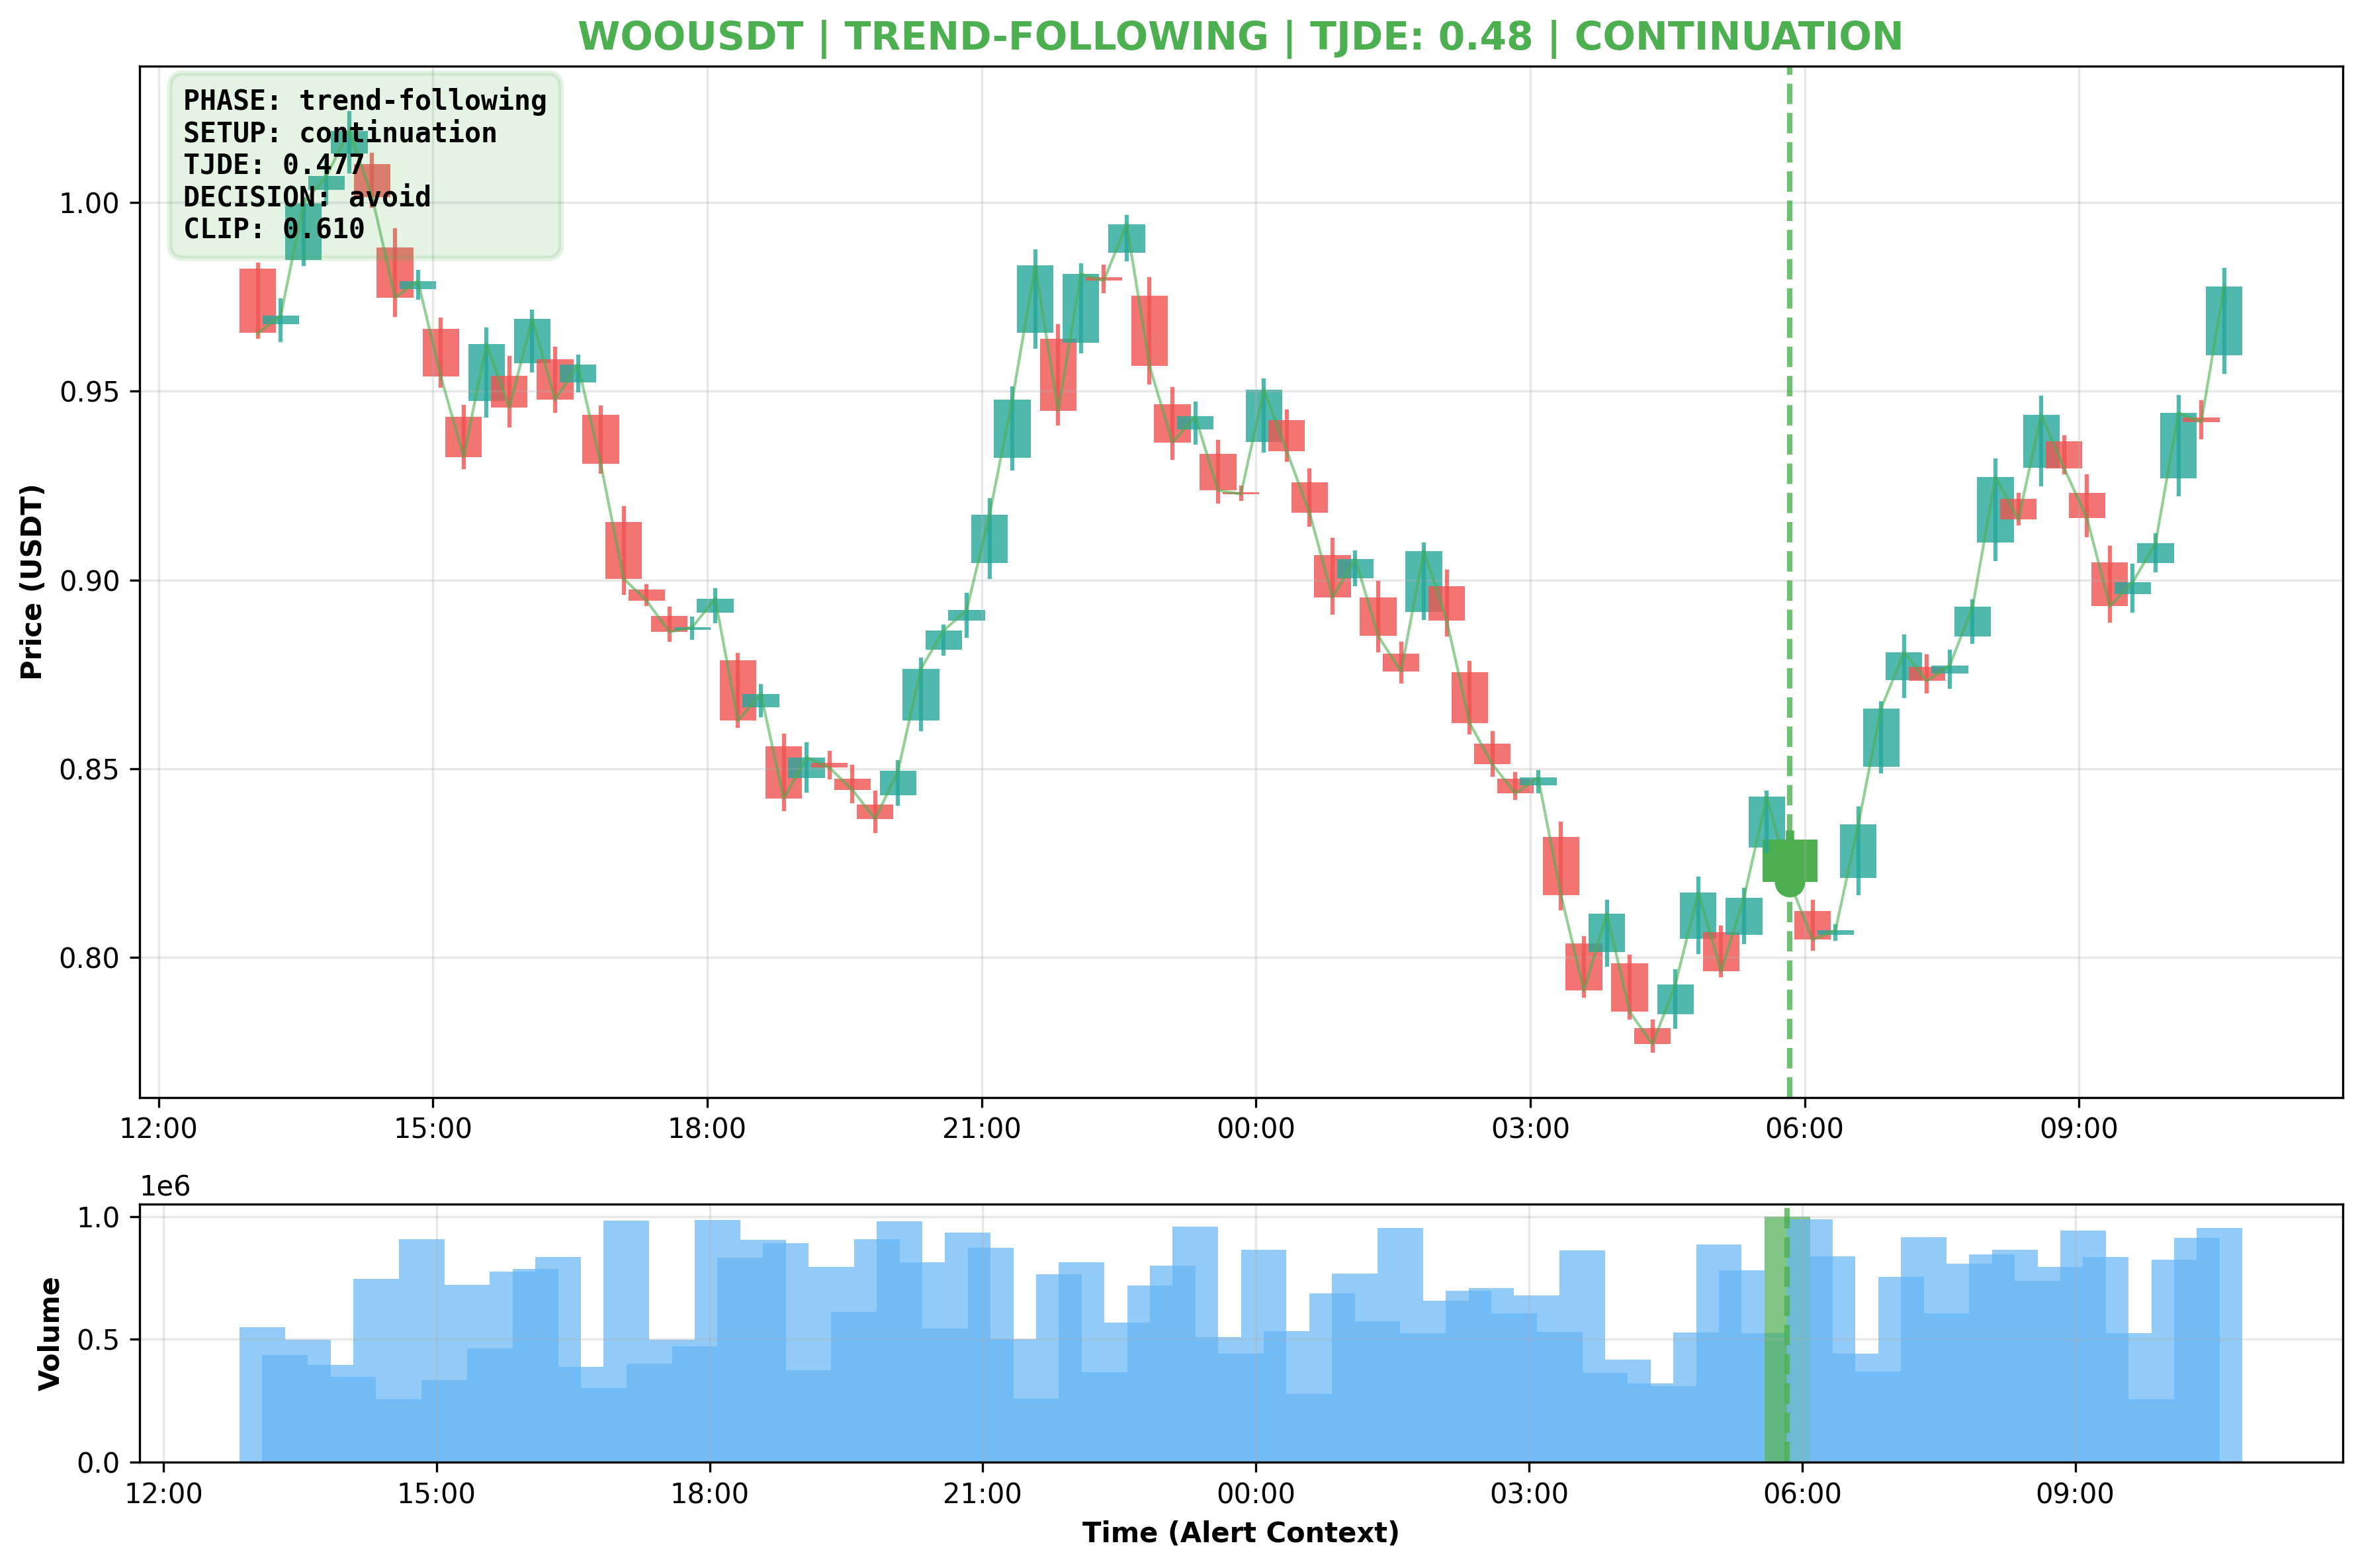 WOOUSDT | TREND-FOLLOWING | TJDE: 0.48 | CONTINUATION
PHASE: trend-following
SETUP: continuation
TJDE: 0.477
DECISION: avoid
CLIP: 0.610
Price (USDT)
1.00
0.95
0.90
0.85
0.80
12:00 15:00 18:00 21:00 00:00 03:00 06:00 09:00
1e6
Volume
1.0
0.5
0.0
12:00 15:00 18:00 21:00 00:00 03:00 06:00 09:00
Time (Alert Context)